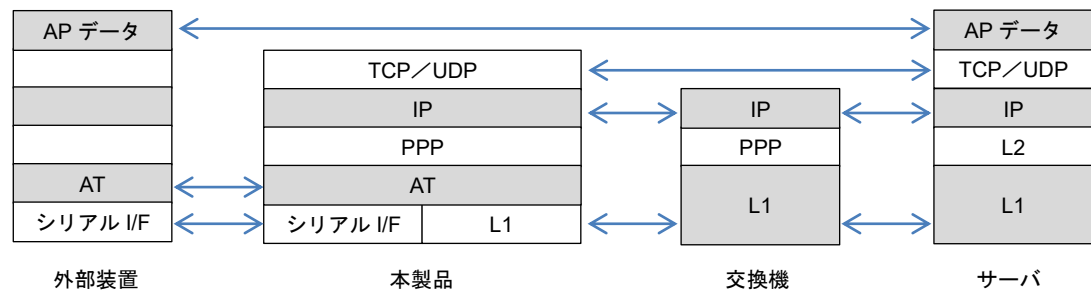 AP データ
AP データ
TCP／UDP
TCP／UDP
IP
IP
IP
PPP
PPP
L2
AT
AT
L1
L1
シリアル I/F
シリアル I/F
L1
外部装置
本製品
交換機
サーバ